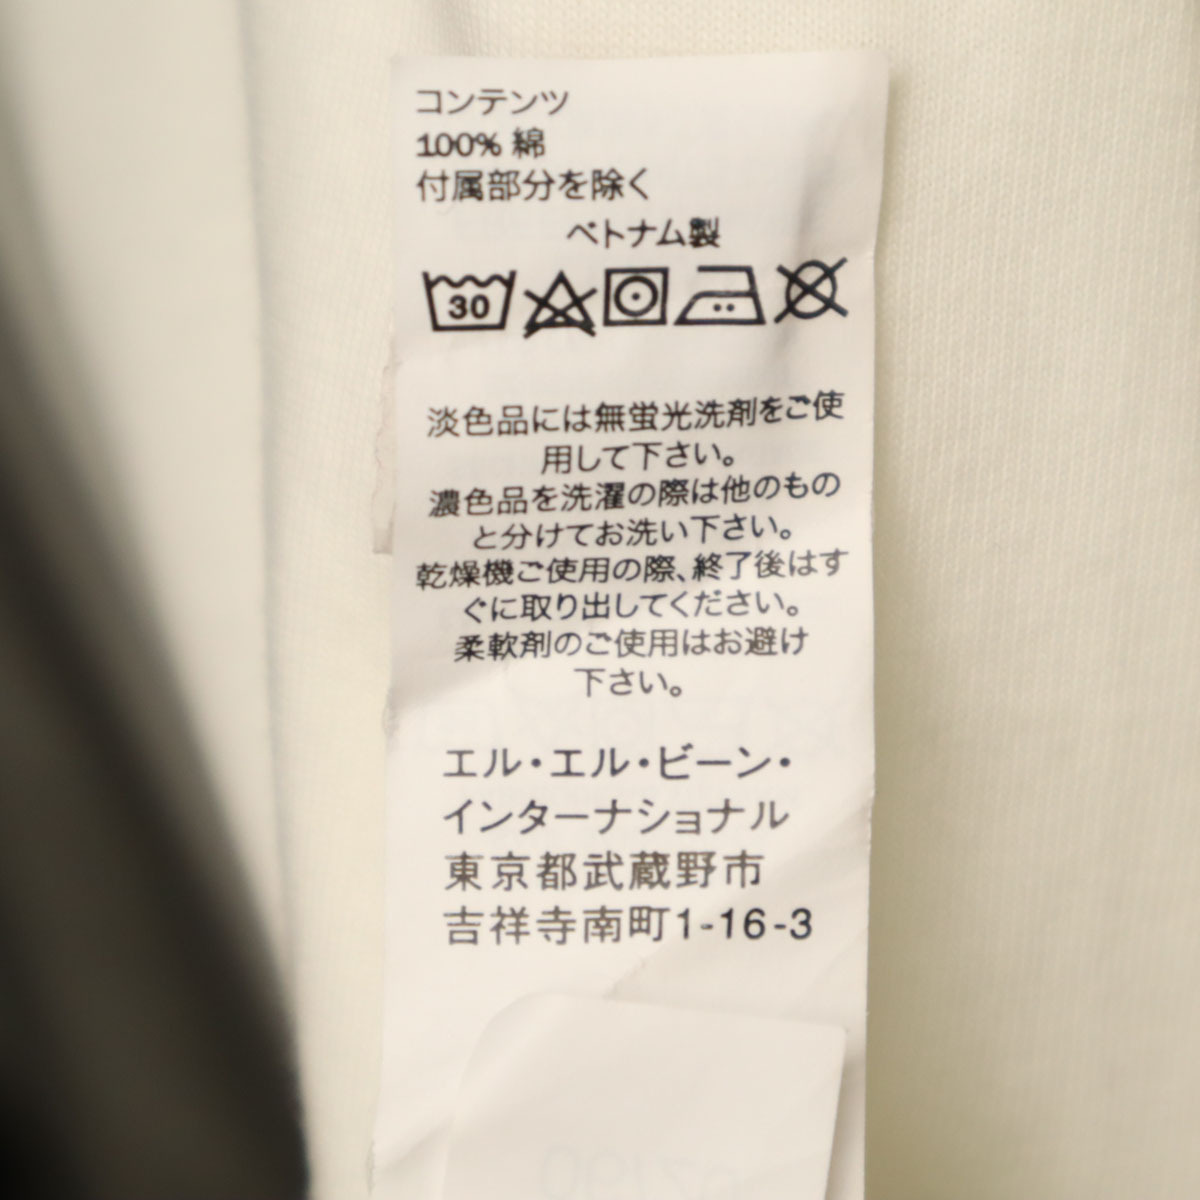 コンテンツ
100% 綿
付属部分を除く
ベトナム製
30
淡色品には無蛍光洗剤をご使
用して下さい。
濃色品を洗濯の際は他のもの
と分けてお洗い下さい。
乾燥機ご使用の際、終了後はす
ぐに取り出してください。
柔軟剤のご使用はお避け
下さい。
エル・エル・ビーン・
インターナショナル
東京都武蔵野市
吉祥寺南町1-16-3